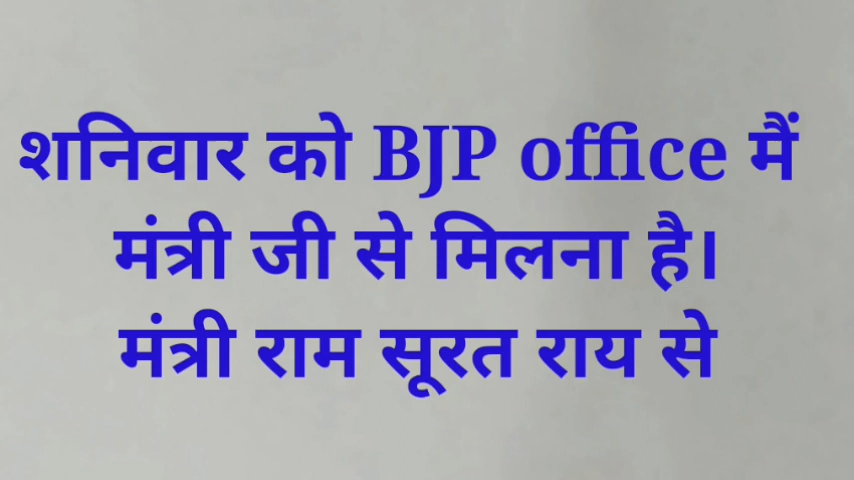 शनिवार को BJP office मैं
मंत्री जी से मिलना है।
मंत्री राम सूरत राय से